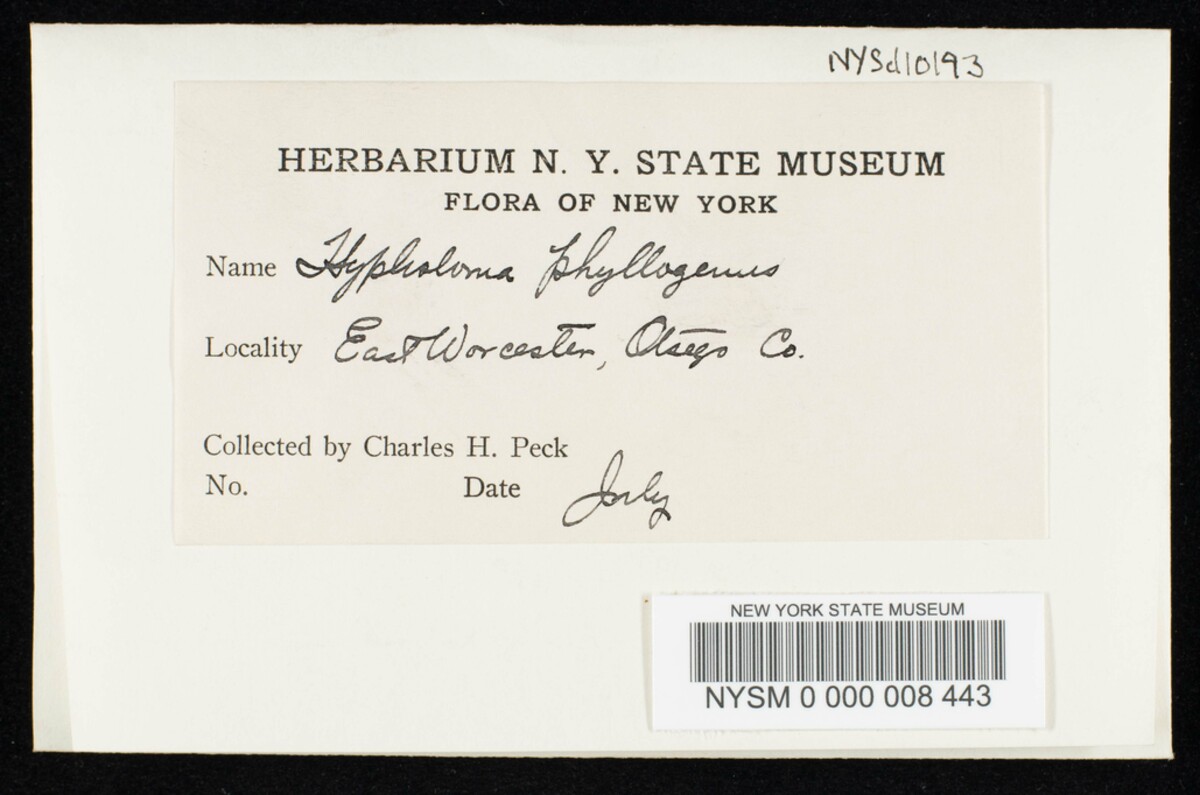 NYSd10193
HERBARIUM N. Y. STATE MUSEUM
FLORA OF NEW YORK
Name Hypholoma phyllogenus
Locality East Worcester, Otsego Co.
Collected by Charles H. Peck
No. Date July
NEW YORK STATE MUSEUM
NYSM 0 000 008 443